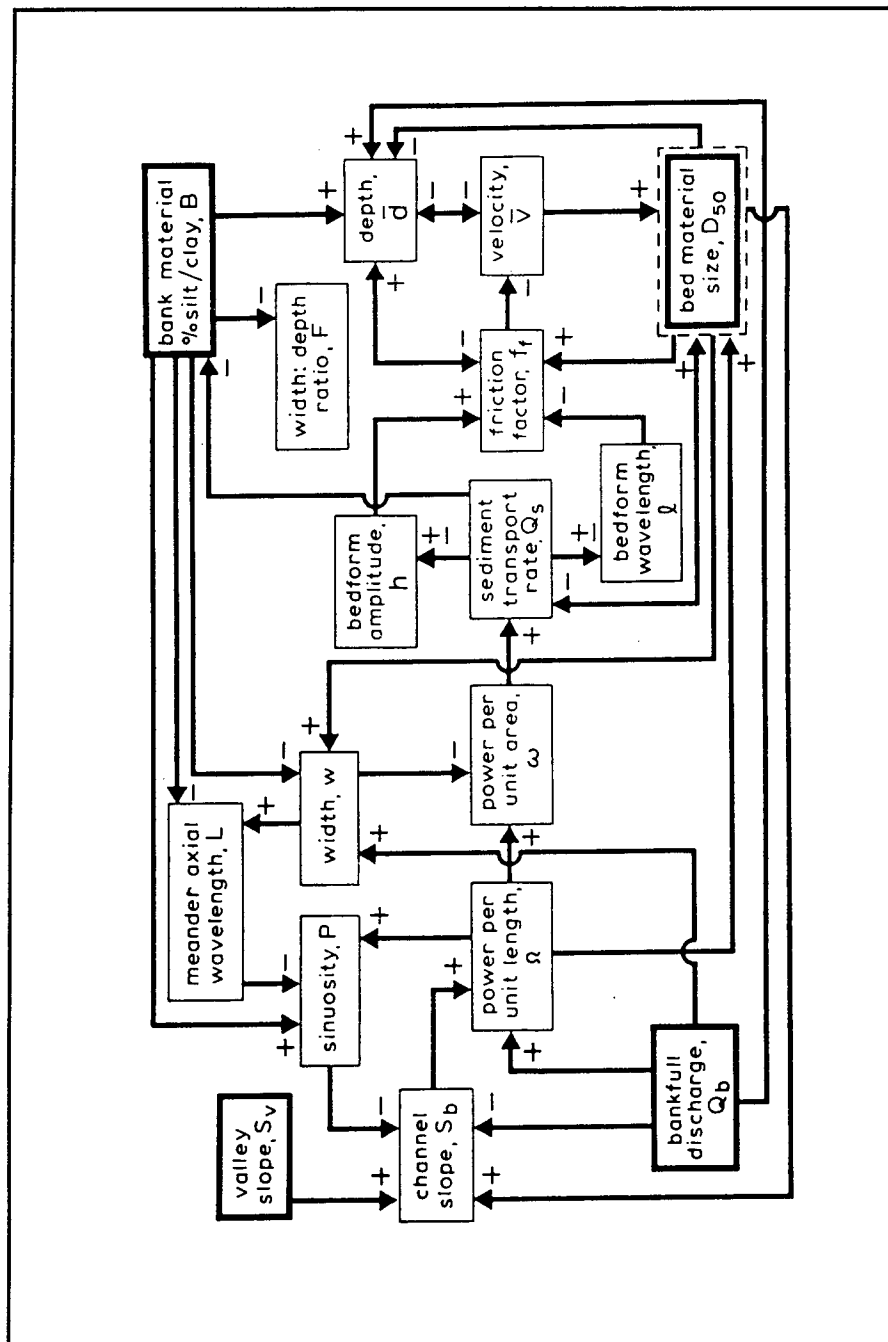 valley
slope, Sv
channel
slope, Sb
bankfull
discharge,
Qb
meander axial
wavelength, L
sinuosity, P
power per
unit length,
Ω
width, w
power per
unit area,
ω
bedform
amplitude,
h
sediment
transport
rate, Qs
bedform
wavelength,
ℓ
bank material
%silt/clay, B
width: depth
ratio, F
friction
factor, ff
depth,
d̅
velocity,
v̅
bed material
size, D50
+
−
+
−
+
+
−
+
+
+
−
+
−
+
+
−
+
−
+
−
±
±
−
−
+
−
+
−
+
+
−
−
−
−
+
+
+